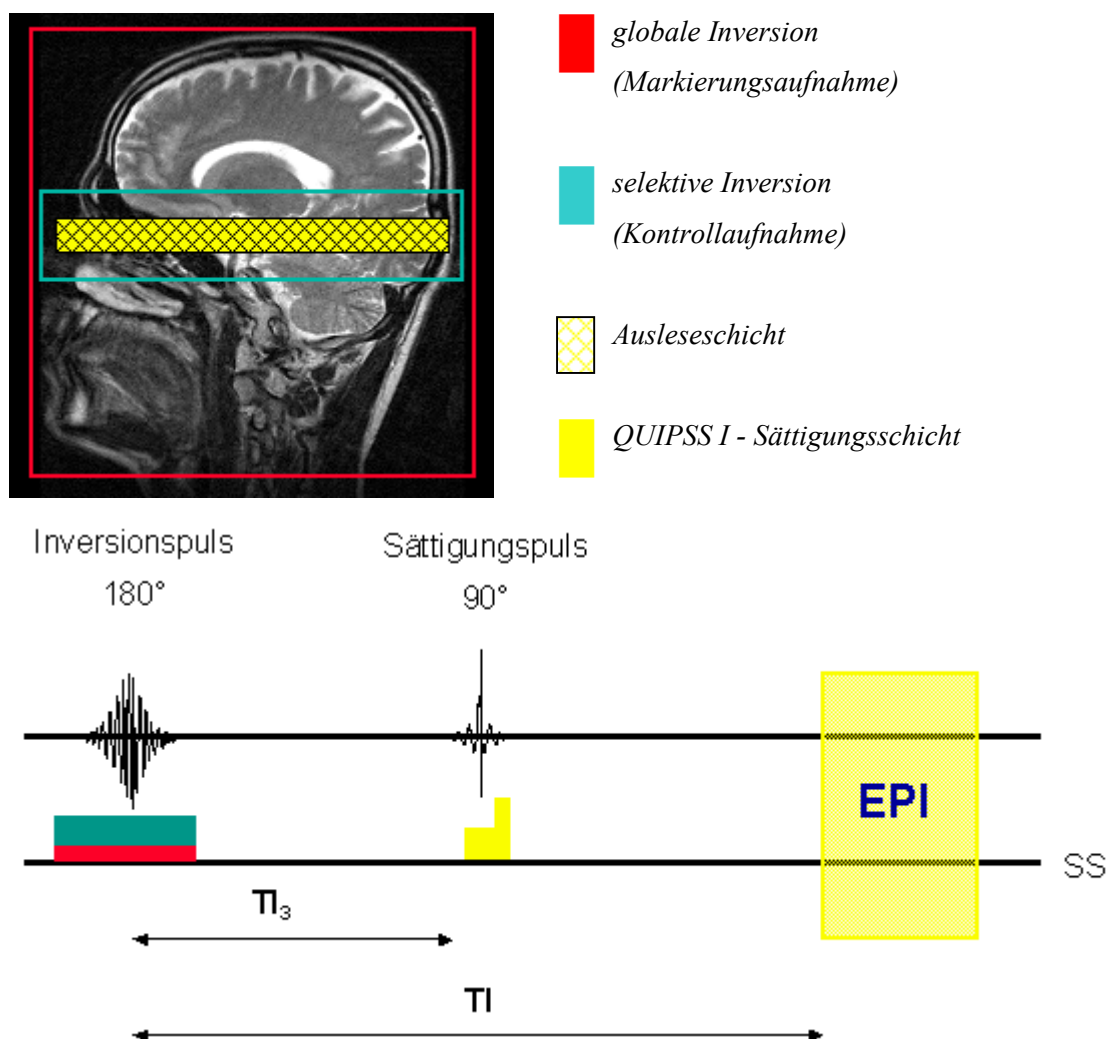 globale Inversion
(Markierungsaufnahme)
selektive Inversion
(Kontrollaufnahme)
Ausleseschicht
QUIPSS I - Sättigungsschicht
Inversionspuls
180°
Sättigungspuls
90°
EPI
SS
TI₃
TI